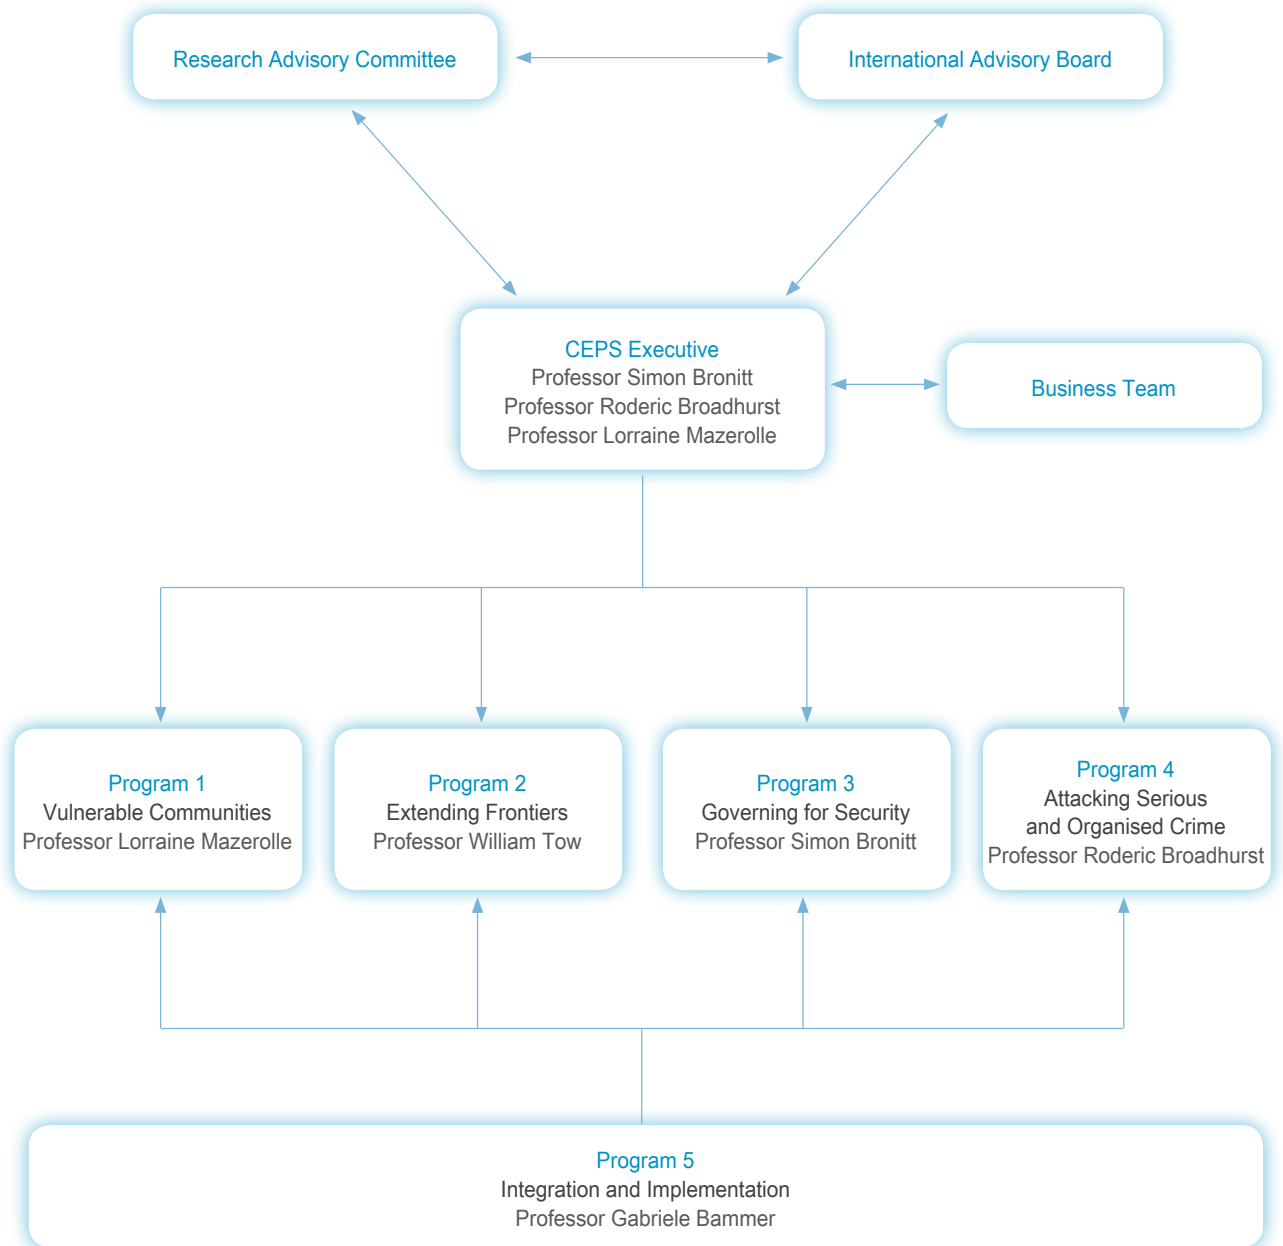 Research Advisory Committee
International Advisory Board
CEPS Executive
Professor Simon Bronitt
Professor Roderic Broadhurst
Professor Lorraine Mazerolle
Business Team
Program 1
Vulnerable Communities
Professor Lorraine Mazerolle
Program 2
Extending Frontiers
Professor William Tow
Program 3
Governing for Security
Professor Simon Bronitt
Program 4
Attacking Serious
and Organised Crime
Professor Roderic Broadhurst
Program 5
Integration and Implementation
Professor Gabriele Bammer